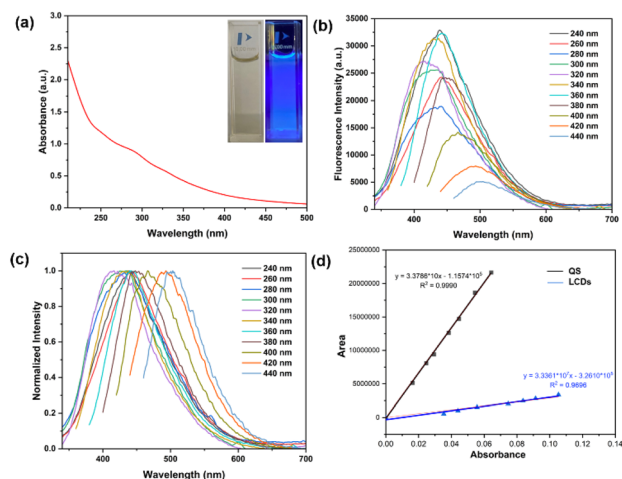 (a)
Absorbance (a.u.)
3.0
2.5
2.0
1.5
1.0
0.5
0.0
250 300 350 400 450 500
Wavelength (nm)
(b)
Fluorescence Intensity (a.u.)
35000
30000
25000
20000
15000
10000
5000
0
400 500 600 700
Wavelength (nm)
240 nm
260 nm
280 nm
300 nm
320 nm
340 nm
360 nm
380 nm
400 nm
420 nm
440 nm
(c)
Normalized Intensity
1.0
0.8
0.6
0.4
0.2
0.0
400 500 600 700
Wavelength (nm)
240 nm
260 nm
280 nm
300 nm
320 nm
340 nm
360 nm
380 nm
400 nm
420 nm
440 nm
(d)
Area
25000000
20000000
15000000
10000000
5000000
0
0.00 0.02 0.04 0.06 0.08 0.10 0.12 0.14
Absorbance
QS
LCDs
y = 3.3786*10x - 1.1574*10⁵
R² = 0.9990
y = 3.3361*10⁷x - 3.2610*10⁵
R² = 0.9696